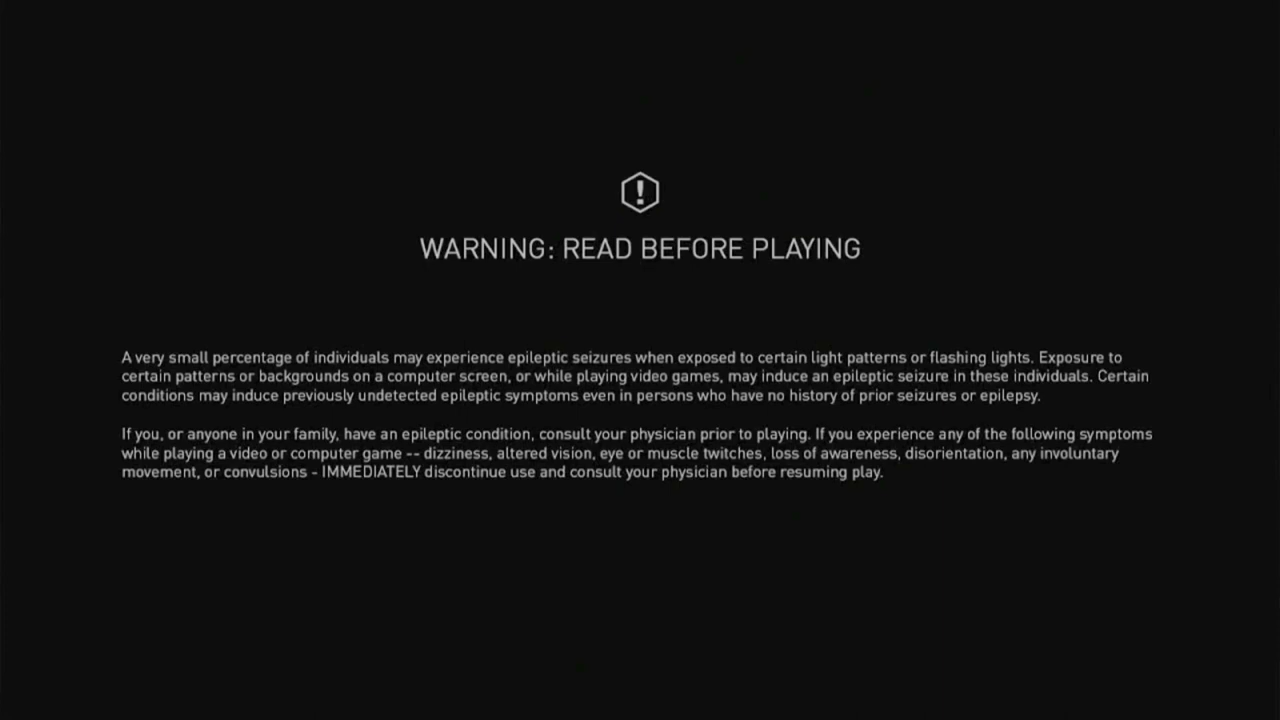 WARNING: READ BEFORE PLAYING
A very small percentage of individuals may experience epileptic seizures when exposed to certain light patterns or flashing lights. Exposure to
certain patterns or backgrounds on a computer screen, or while playing video games, may induce an epileptic seizure in these individuals. Certain
conditions may induce previously undetected epileptic symptoms even in persons who have no history of prior seizures or epilepsy.
If you, or anyone in your family, have an epileptic condition, consult your physician prior to playing. If you experience any of the following symptoms
while playing a video or computer game -- dizziness, altered vision, eye or muscle twitches, loss of awareness, disorientation, any involuntary
movement, or convulsions - IMMEDIATELY discontinue use and consult your physician before resuming play.